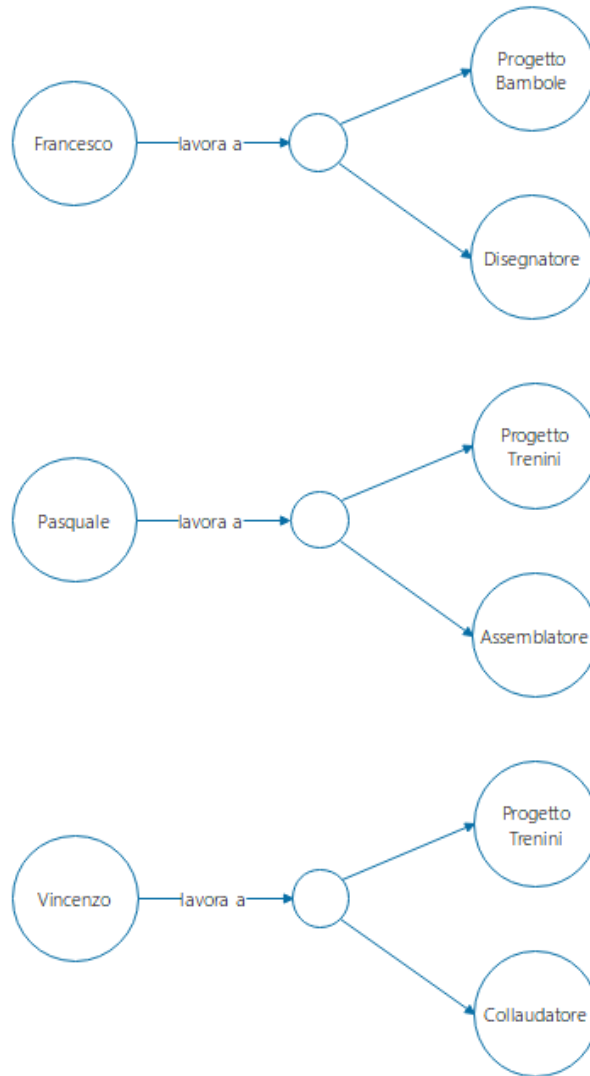 Progetto
Bambole
Francesco
lavora a
Disegnatore
Progetto
Trenini
Pasquale
lavora a
Assemblatore
Progetto
Trenini
Vincenzo
lavora a
Collaudatore